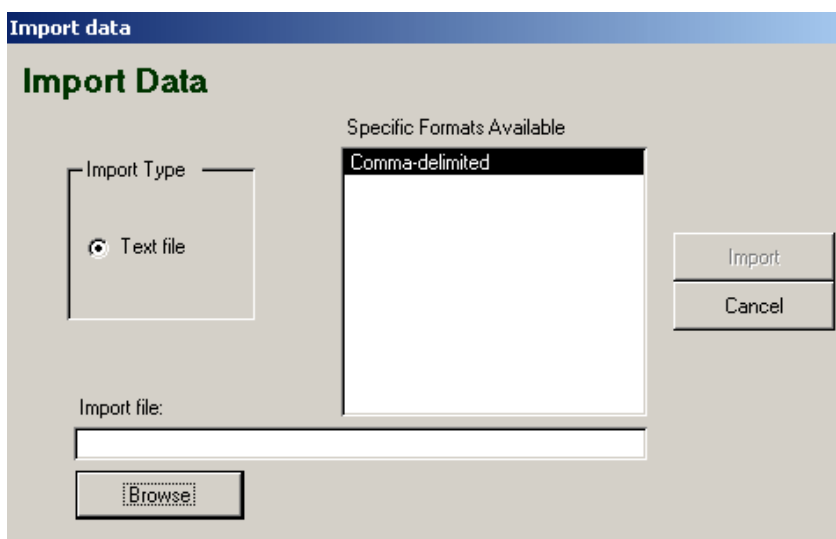 Import data
Import Data
Specific Formats Available
Import Type
Comma-delimited
Text file
Import
Cancel
Import file:
Browse